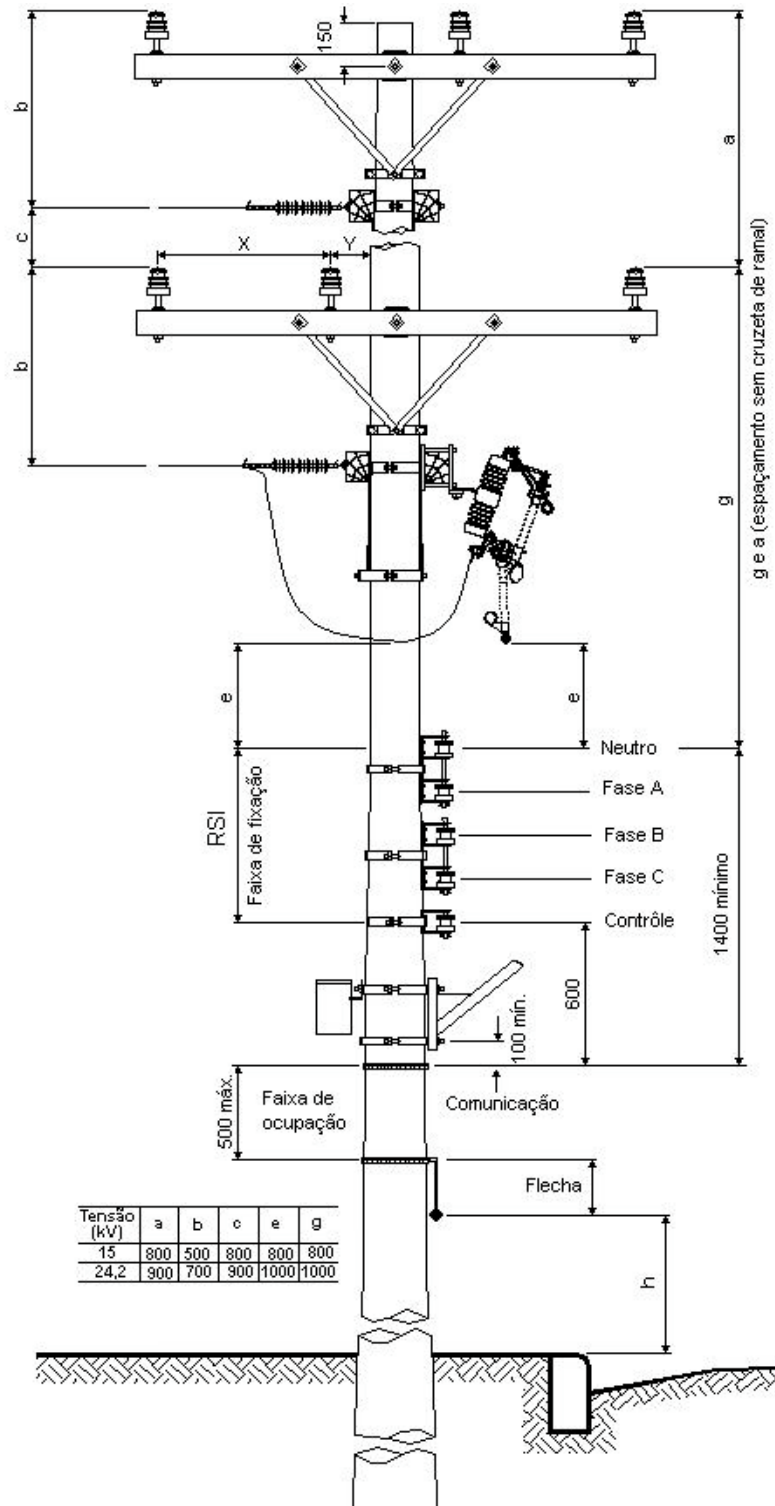 150
b
a
c
X
Y
b
g
g e a (espaçamento sem cruzeta de ramal)
e
e
RSI
Faixa de fixação
Neutro
Fase A
Fase B
Fase C
Contrôle
1400 mínimo
600
100 mín.
500 máx.
Faixa de
ocupação
Comunicação
Flecha
h
Tensão (kV) a b c e g
15 800 500 800 800 800
24,2 900 700 900 1000 1000